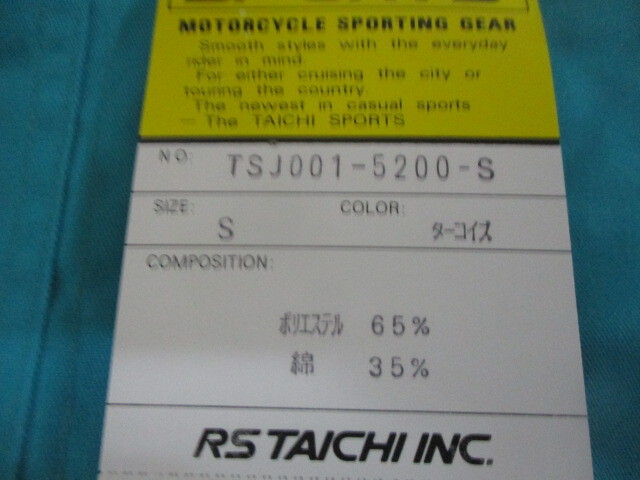 MOTORCYCLE SPORTING GEAR
Smooth styles with the everyday
rider in mind.
For either cruising the city or
touring the country.
The newest in casual sports
— The TAICHI SPORTS
NO: TSJ001-5200-S
SIZE: S COLOR: ターコイズ
COMPOSITION:
ポリエステル 65%
綿 35%
RS TAICHI INC.